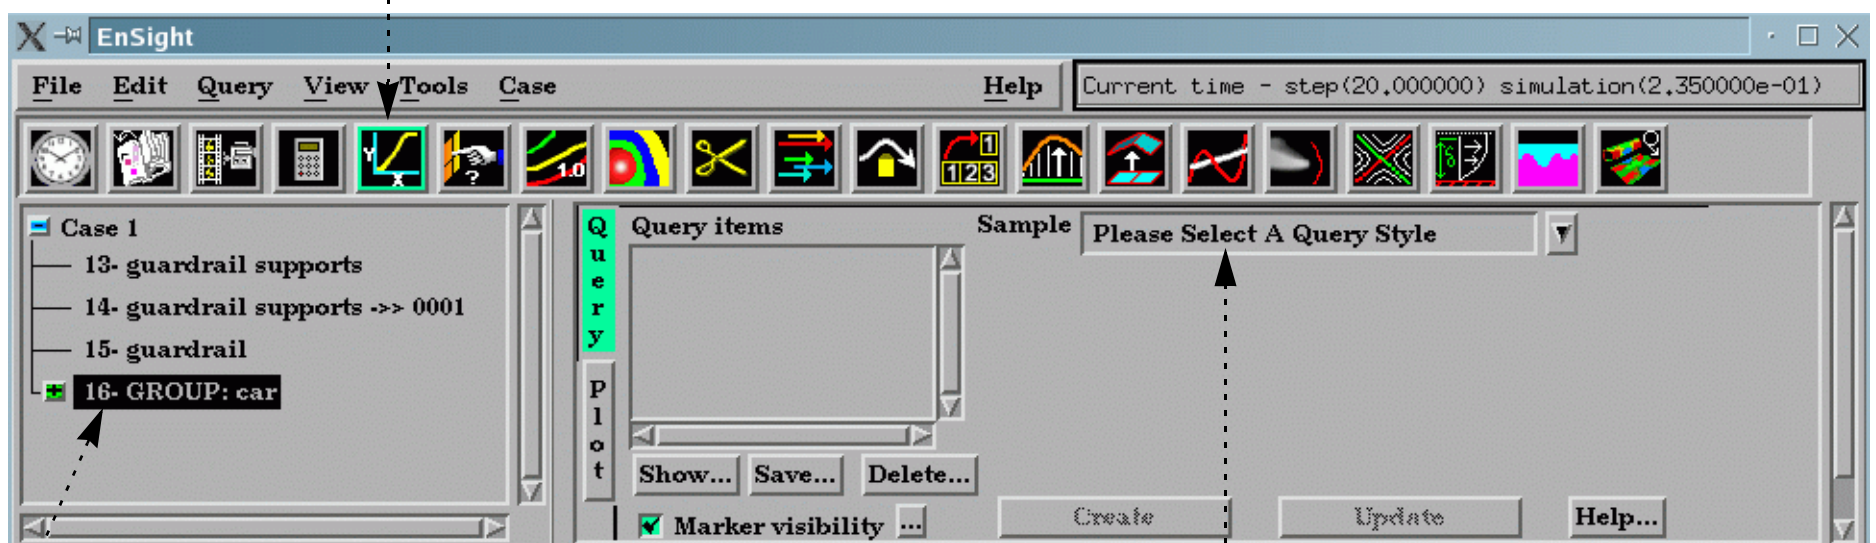 EnSight
File Edit Query View Tools Case Help
Current time - step(20.000000) simulation(2.350000e-01)
Y X ? 1.0 1 1 2 3 δ
Case 1
13- guardrail supports
14- guardrail supports ->> 0001
15- guardrail
16- GROUP: car
Query
Plot
Query items
Sample Please Select A Query Style
Show... Save... Delete...
Marker visibility ...
Create Update Help...